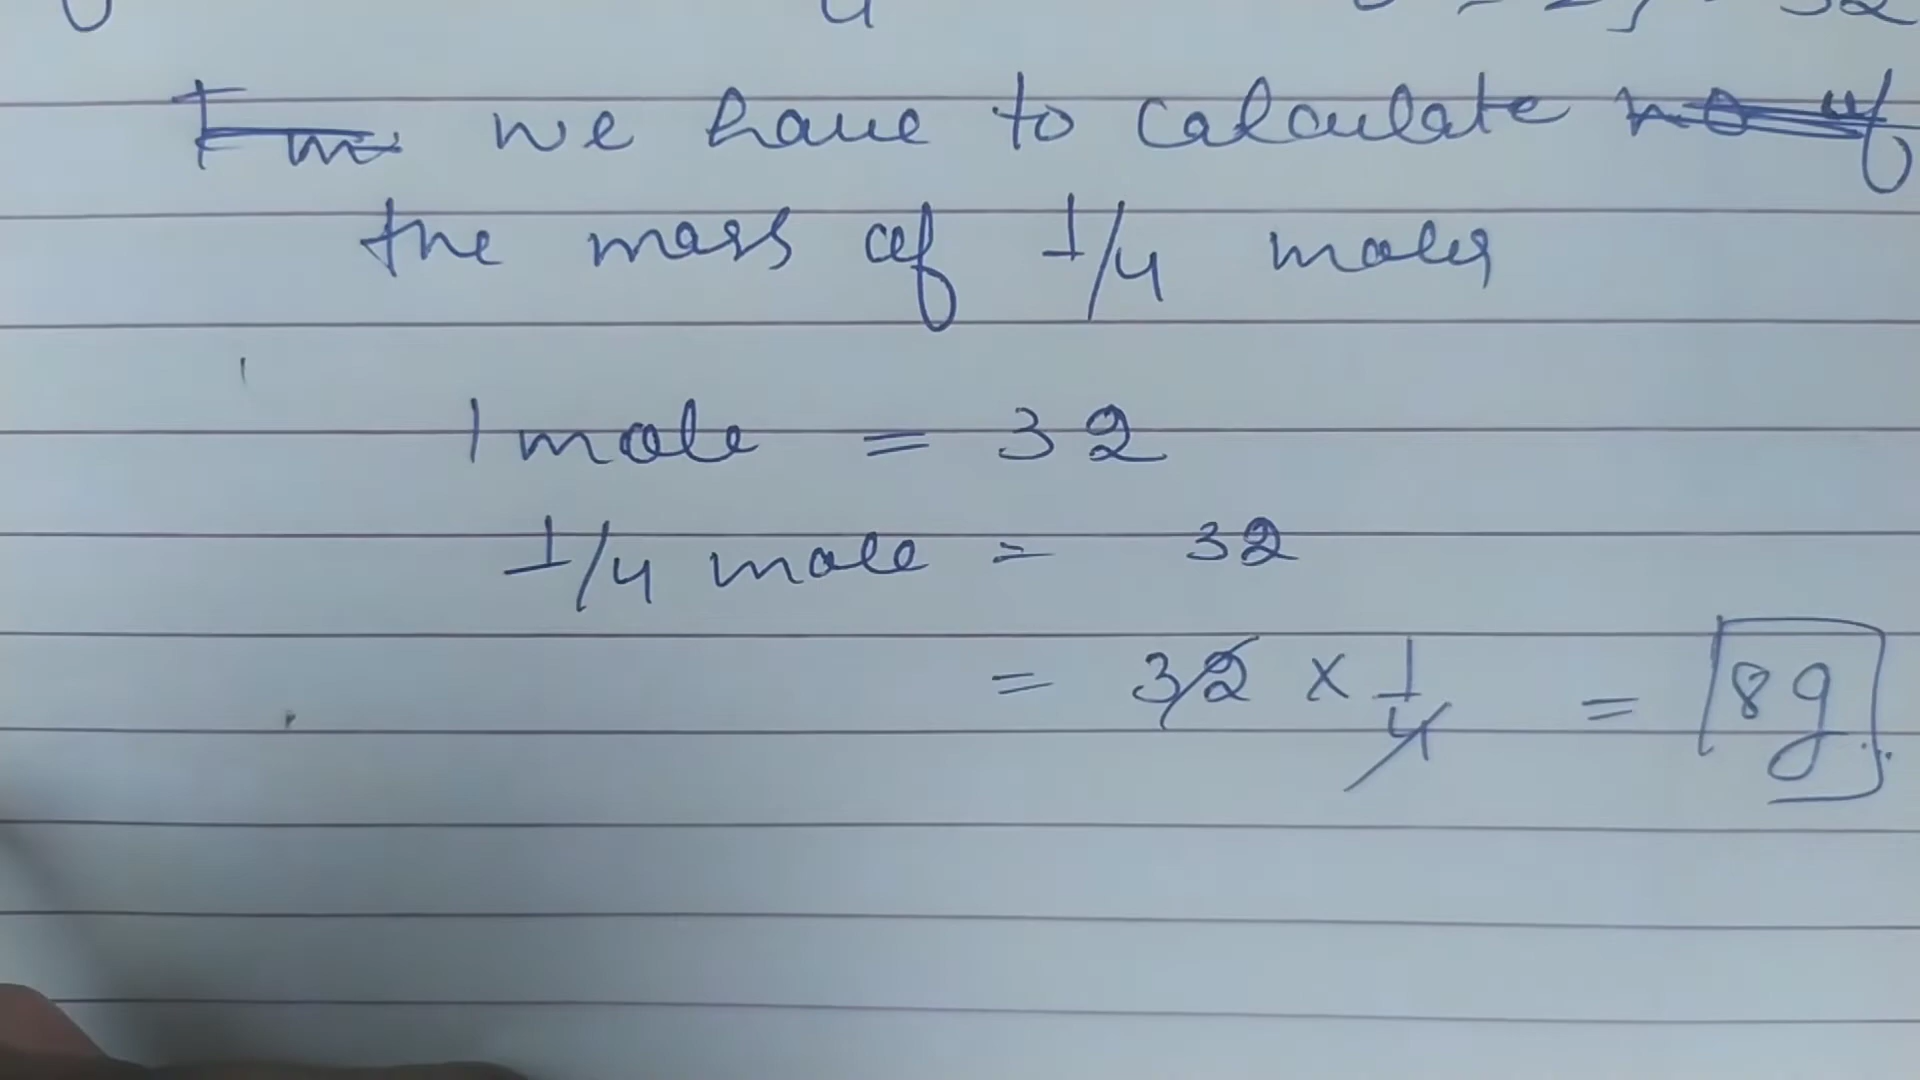 we have to calculate
the mass of 1/4 moles
1 mole = 32
1/4 mole = 32
= 32 x 1/4 = 8g